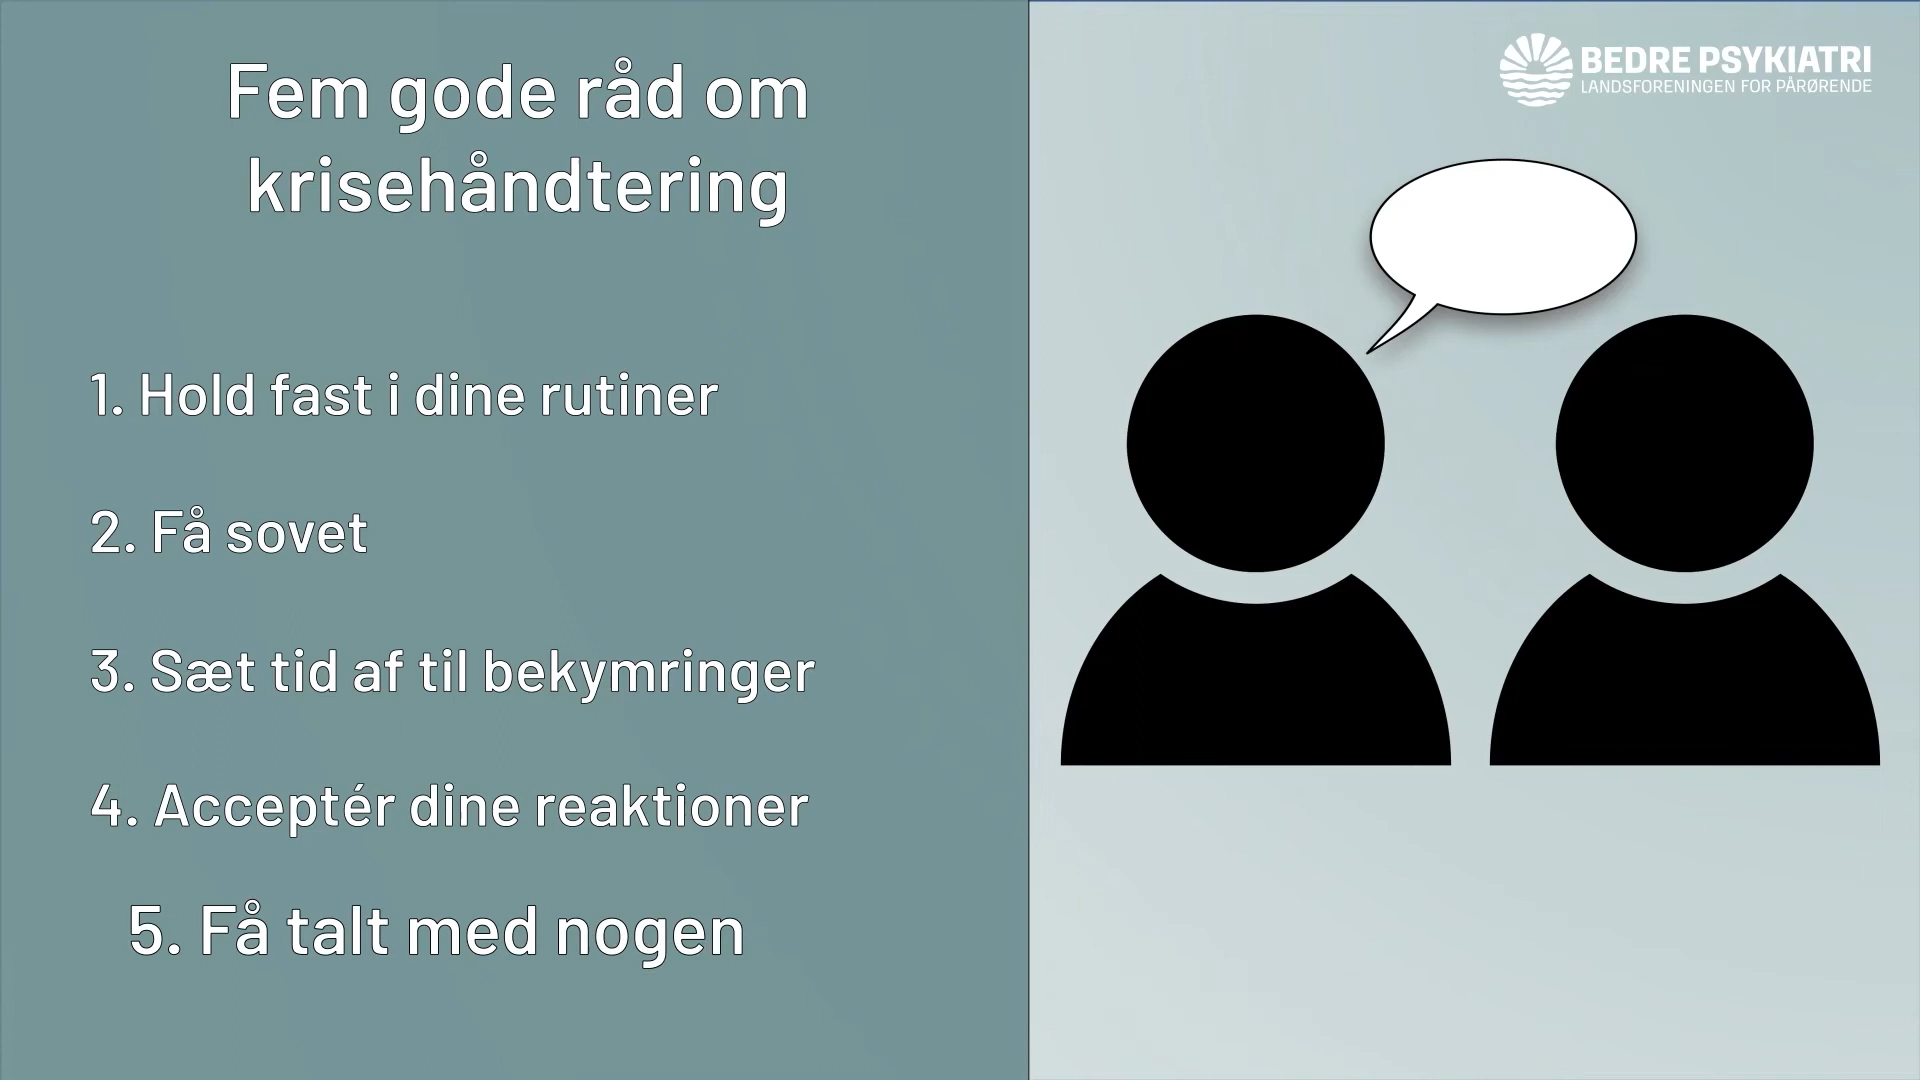 Fem gode råd om
krisehåndtering
1. Hold fast i dine rutiner
2. Få sovet
3. Sæt tid af til bekymringer
4. Acceptér dine reaktioner
5. Få talt med nogen
BEDRE PSYKIATRI
LANDSFORENINGEN FOR PÅRØRENDE